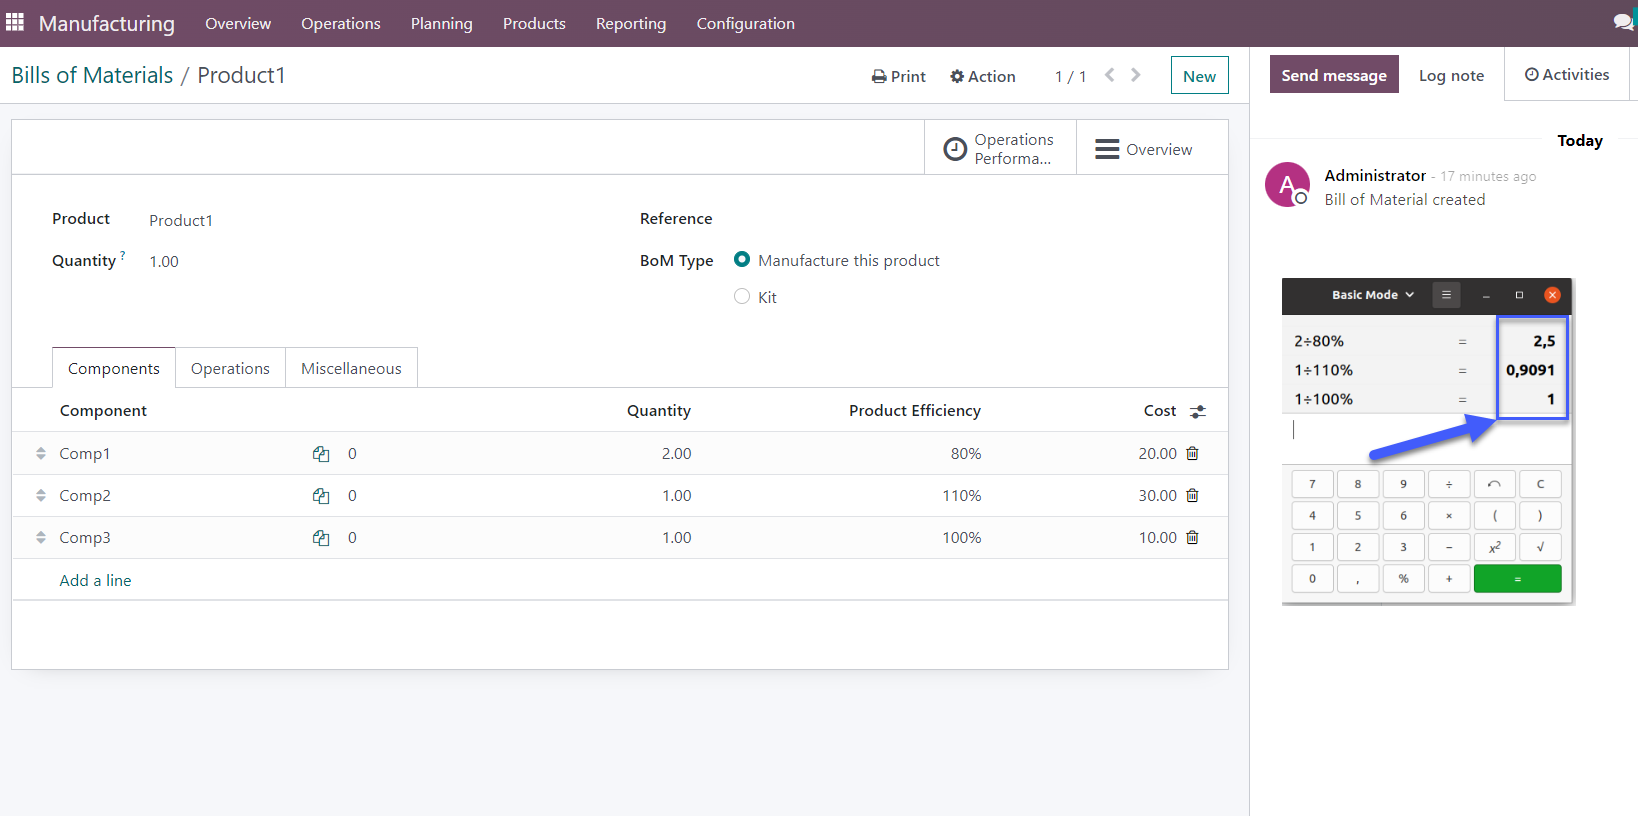 Manufacturing Overview Operations Planning Products Reporting Configuration
Bills of Materials / Product1 Print Action 1 / 1 New
Send message Log note Activities
Operations
Performa...
Overview
Today
Administrator - 17 minutes ago
Bill of Material created
Product Product1
Quantity ? 1.00
Reference
BoM Type Manufacture this product
Kit
Components Operations Miscellaneous
Component Quantity Product Efficiency Cost
Comp1 0 2.00 80% 20.00
Comp2 0 1.00 110% 30.00
Comp3 0 1.00 100% 10.00
Add a line
A
Basic Mode
2÷80% = 2,5
1÷110% = 0,9091
1÷100% = 1
7 8 9 ÷ C
4 5 6 × ( )
1 2 3 − x² √
0 , % + =